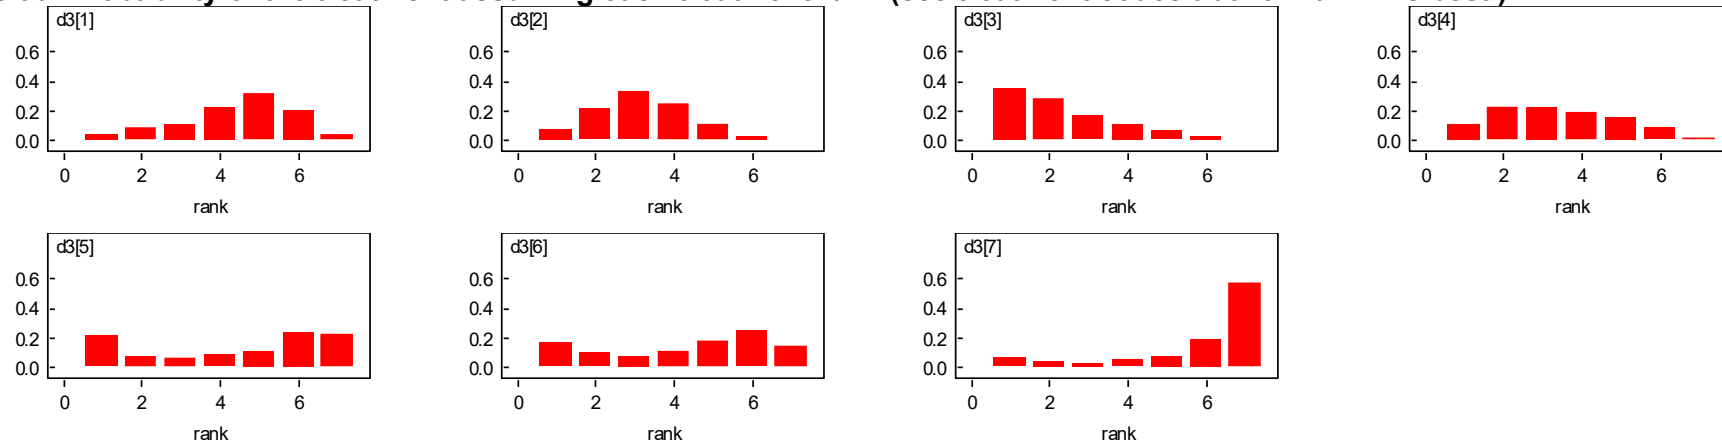 d3[1] d3[2] d3[3] d3[4]
0.6 0.6 0.6 0.6
0.4 0.4 0.4 0.4
0.2 0.2 0.2 0.2
0.0 0.0 0.0 0.0
0 2 4 6 0 2 4 6 0 2 4 6 0 2 4 6
rank rank rank rank
d3[5] d3[6] d3[7]
0.6 0.6 0.6
0.4 0.4 0.4
0.2 0.2 0.2
0.0 0.0 0.0
0 2 4 6 0 2 4 6 0 2 4 6
rank rank rank